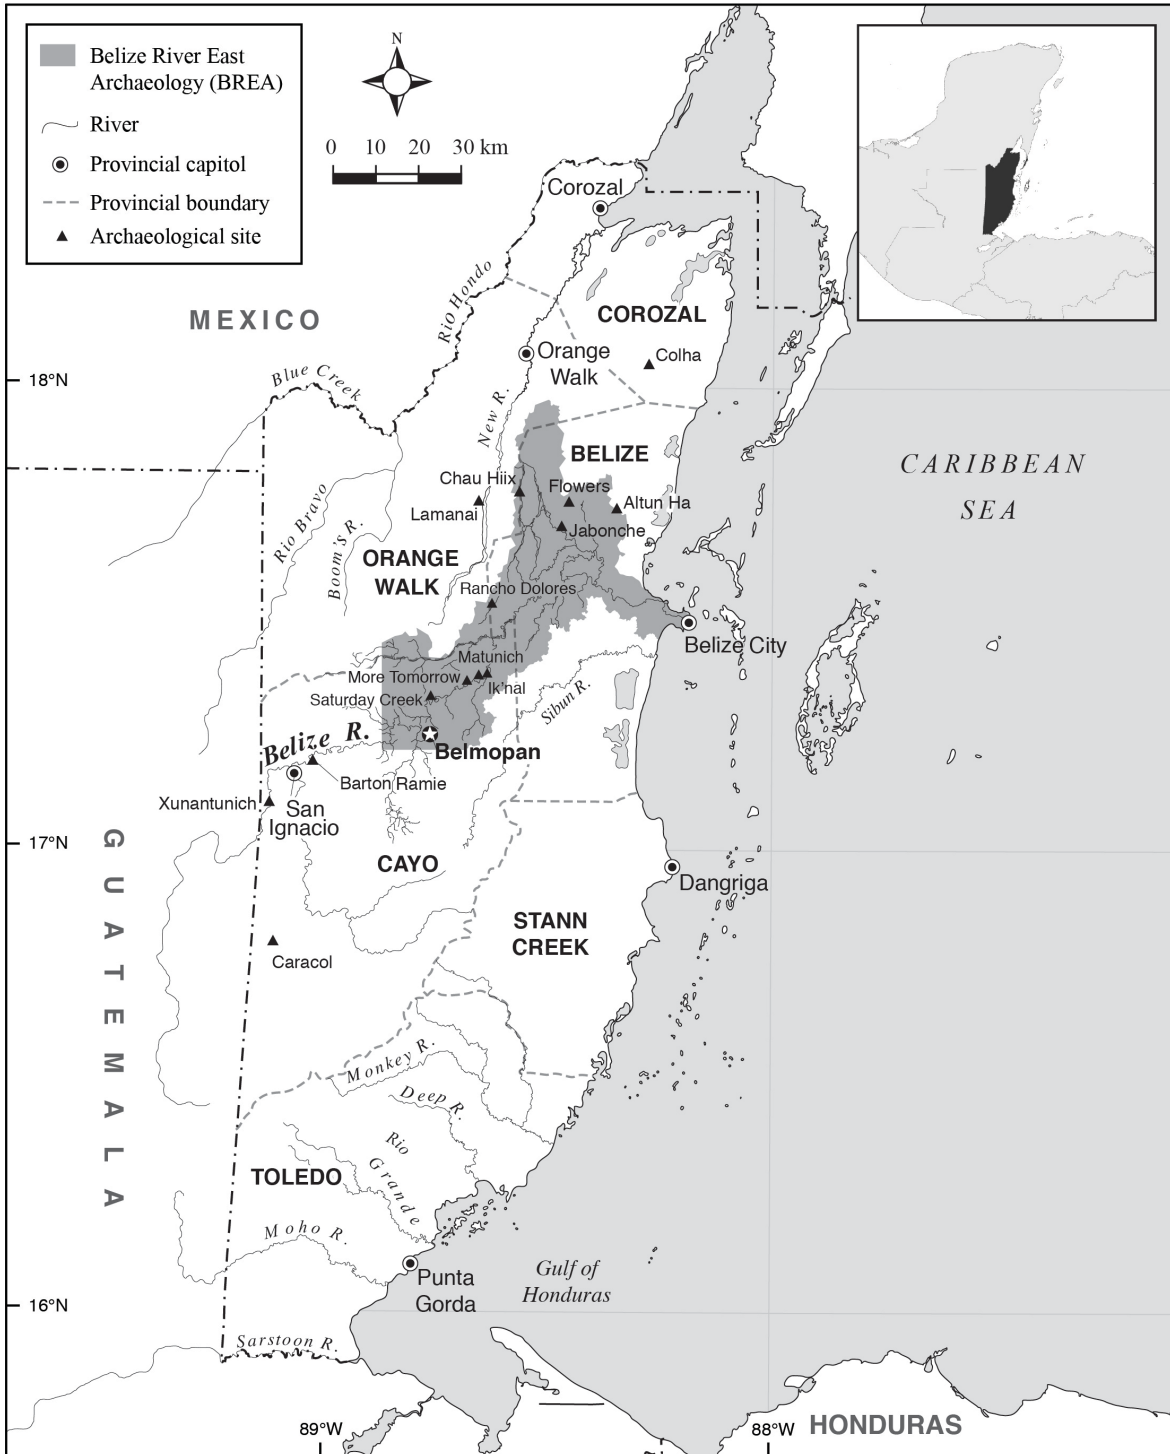 Belize River East
Archaeology (BREA)
River
Provincial capitol
Provincial boundary
Archaeological site
N
0 10 20 30 km
Corozal
Rio Hondo
MEXICO
COROZAL
Orange
Walk
Colha
Blue Creek
18°N
New R.
BELIZE
CARIBBEAN
SEA
Chau Hiix
Flowers
Altun Ha
Lamanai
Jabonche
Rio Bravo
Boom'S R.
ORANGE
WALK
Rancho Dolores
Belize City
Matunich
More Tomorrow
Ik'nal
Saturday Creek
Sibun R.
Belize R.
Belmopan
Barton Ramie
Xunantunich
San
Ignacio
17°N
GUATEMALA
CAYO
Dangriga
STANN
CREEK
Caracol
Monkey R.
Deep R.
Rio
Grande
TOLEDO
Moho R.
Punta
Gorda
Gulf of
Honduras
16°N
Sarstoon R.
89°W
88°W
HONDURAS